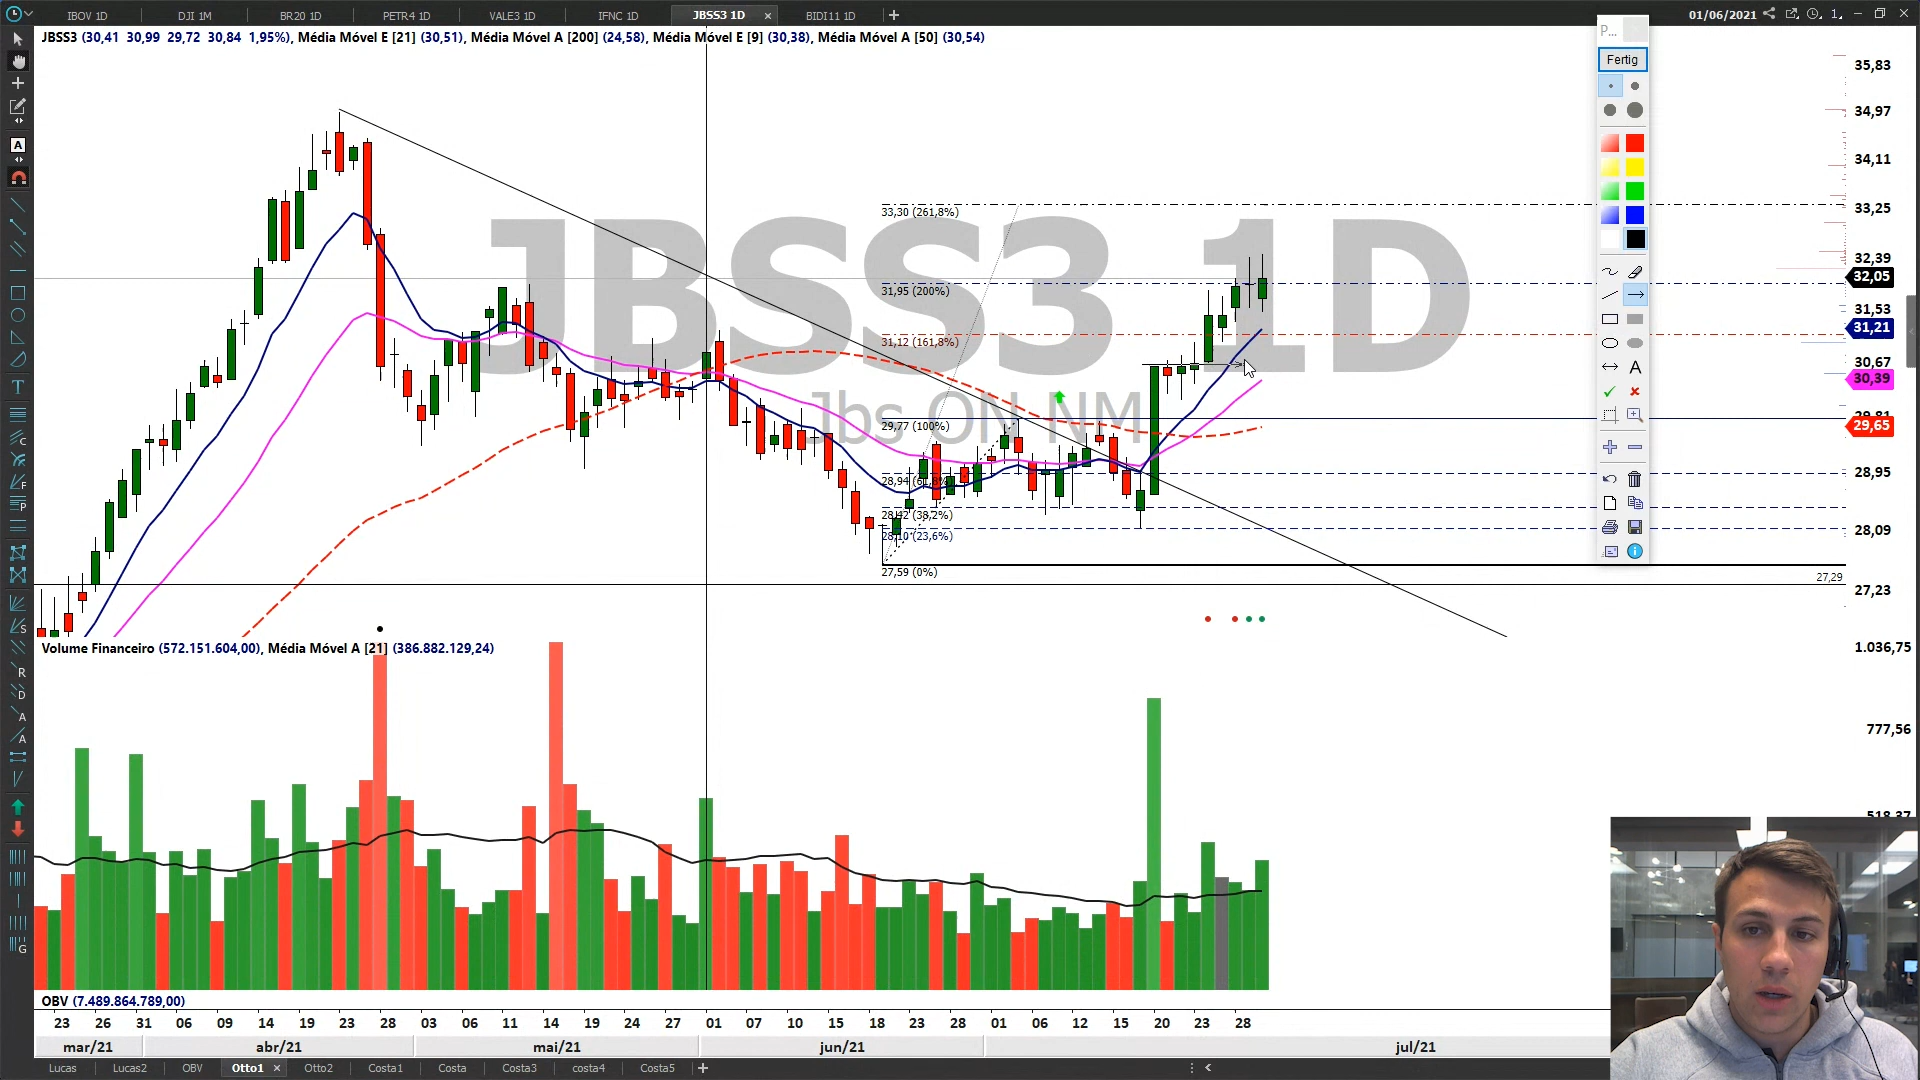 IBOV 1D DJI 1M BR20 1D PETR4 1D VALE3 1D IFNC 1D JBSS3 1D × BIDI11 1D +
01/06/2021 1
JBSS3 (30,41 30,99 29,72 30,84 1,95%), Média Móvel E [21] (30,51), Média Móvel A [200] (24,58), Média Móvel E [9] (30,38), Média Móvel A [50] (30,54)
P...
Fertig
JBSS3 1D
Jbs ON NM
33,30 (261,8%)
31,95 (200%)
31,12 (161,8%)
29,77 (100%)
28,94 (61,8%)
28,42 (38,2%)
28,10 (23,6%)
27,59 (0%)
27,29
35,83
34,97
34,11
33,25
32,39
32,05
31,53
31,21
30,67
30,39
29,81
29,65
28,95
28,09
27,23
Volume Financeiro (572.151.604,00), Média Móvel A [21] (386.882.129,24)
1.036,75
777,56
518,37
OBV (7.489.864.789,00)
23 26 31 06 09 14 19 23 28 03 06 11 14 19 24 27 01 07 10 15 18 23 28 01 06 12 15 20 23 28
mar/21 abr/21 mai/21 jun/21 jul/21
Lucas Lucas2 OBV Otto1 × Otto2 Costa1 Costa Costa3 costa4 Costa5 +